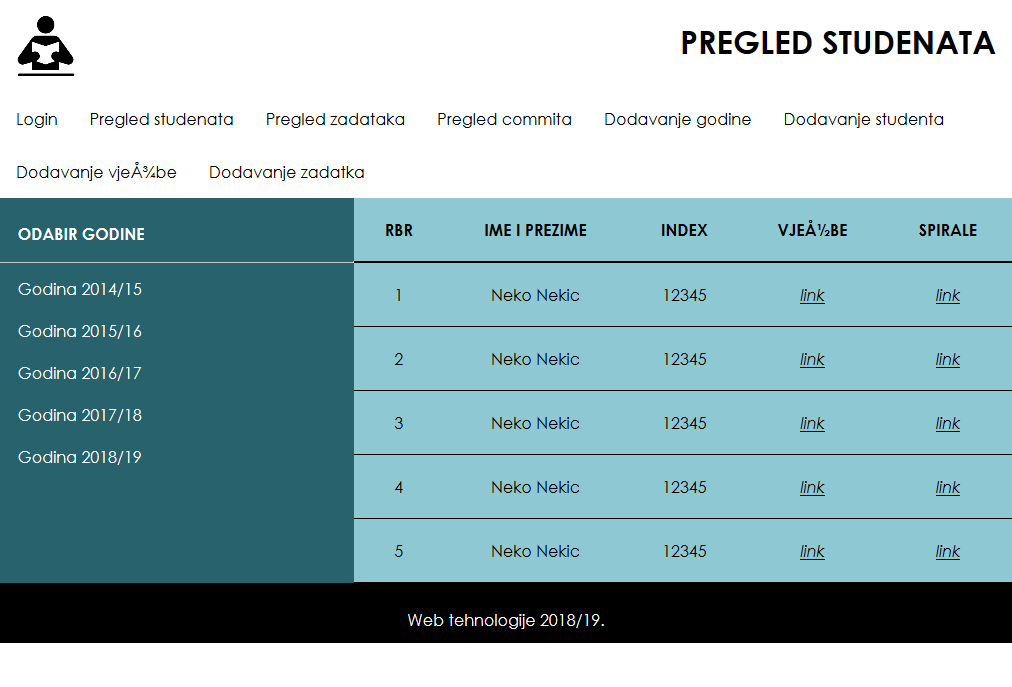 PREGLED STUDENATA
Login Pregled studenata Pregled zadataka Pregled commita Dodavanje godine Dodavanje studenta
Dodavanje vjeÅ¾be Dodavanje zadatka
ODABIR GODINE
Godina 2014/15
Godina 2015/16
Godina 2016/17
Godina 2017/18
Godina 2018/19
RBR IME I PREZIME INDEX VJEÅ½BE SPIRALE
1 Neko Nekic 12345 link link
2 Neko Nekic 12345 link link
3 Neko Nekic 12345 link link
4 Neko Nekic 12345 link link
5 Neko Nekic 12345 link link
Web tehnologije 2018/19.